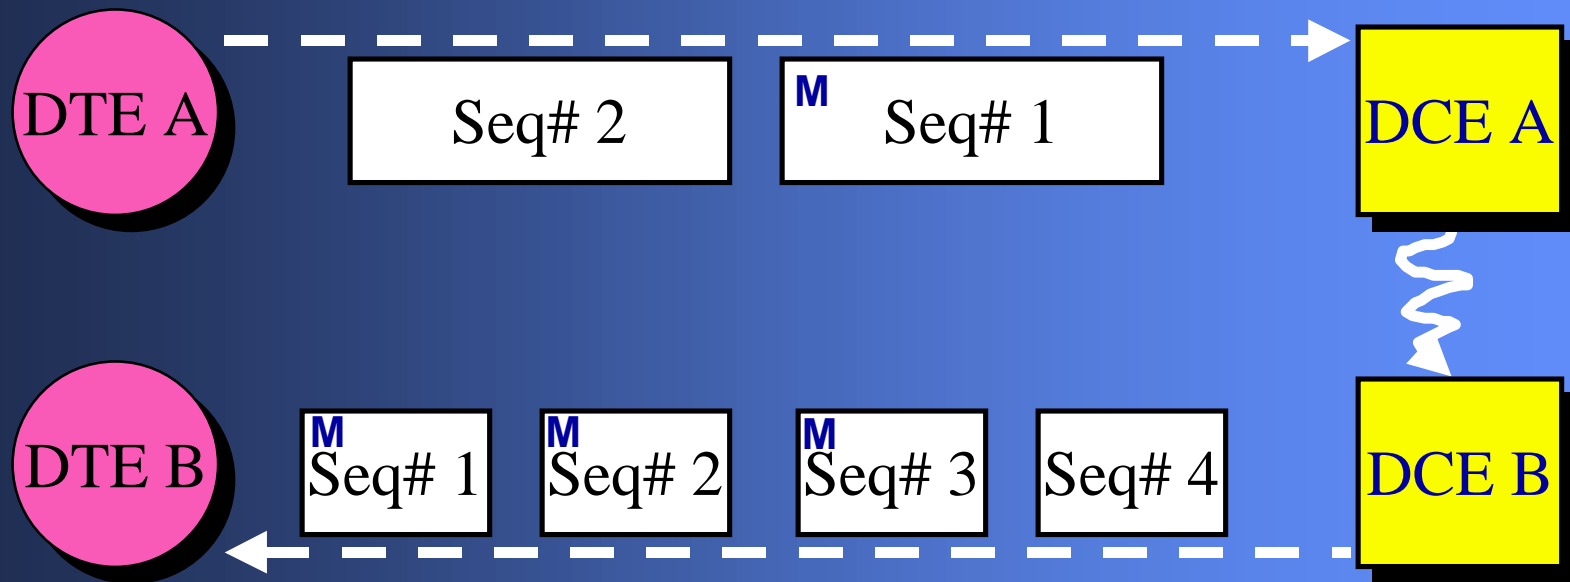 DTE A
Seq# 2
M
Seq# 1
DCE A
DTE B
M
Seq# 1
M
Seq# 2
M
Seq# 3
Seq# 4
DCE B